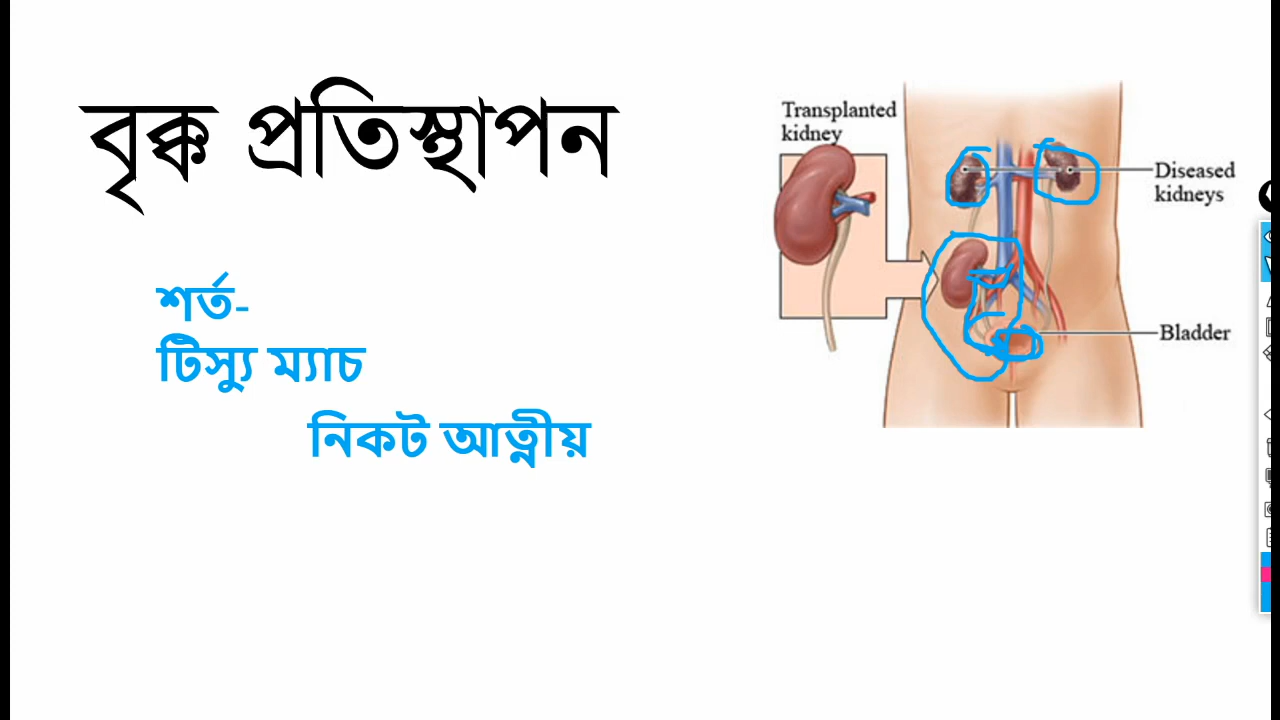 বৃক্ক প্রতিস্থাপন
শর্ত-
টিস্যু ম্যাচ
নিকট আত্নীয়
Transplanted
kidney
Diseased
kidneys
Bladder